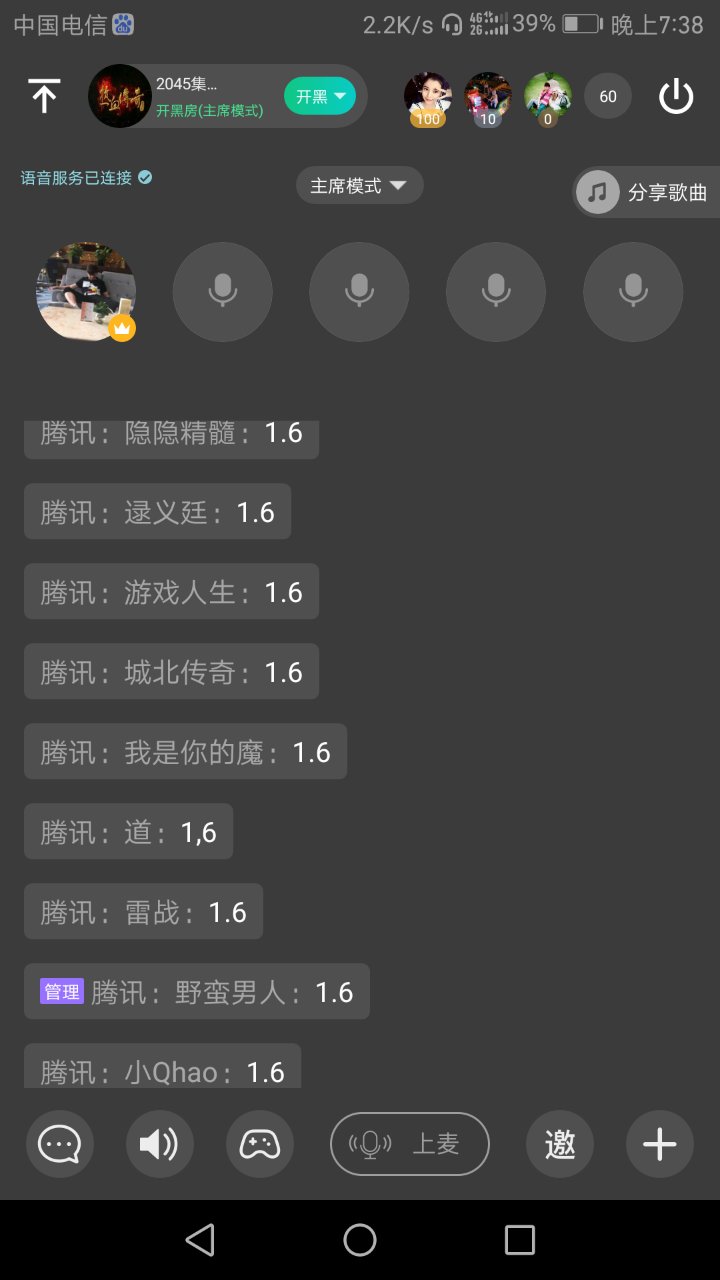 中国电信 2.2K/s 4G 2G 39% 晚上7:38
2045集...
开黑房(主席模式)
开黑
100
10
0
60
语音服务已连接
主席模式
分享歌曲
腾讯：隐隐精髓：1.6
腾讯：逯义廷：1.6
腾讯：游戏人生：1.6
腾讯：城北传奇：1.6
腾讯：我是你的魔：1.6
腾讯：道：1,6
腾讯：雷战：1.6
管理 腾讯：野蛮男人：1.6
腾讯：小Qhao：1.6
上麦
邀